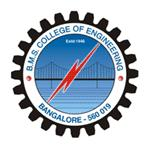 B.M.S. COLLEGE OF ENGINEERING
Estd 1946
BANGALORE - 560 019